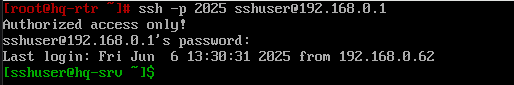 [root@hq-rtr ~]# ssh -p 2025 sshuser@192.168.0.1
Authorized access only!
sshuser@192.168.0.1's password:
Last login: Fri Jun  6 13:30:31 2025 from 192.168.0.62
[sshuser@hq-srv ~]$